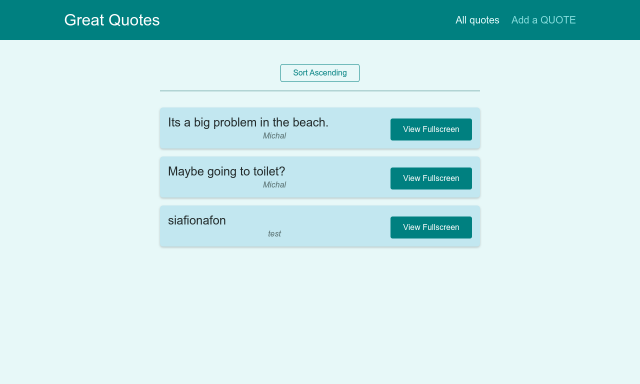 Great Quotes
All quotes
Add a QUOTE
Sort Ascending
Its a big problem in the beach.
Michal
View Fullscreen
Maybe going to toilet?
Michal
View Fullscreen
siafionafon
test
View Fullscreen